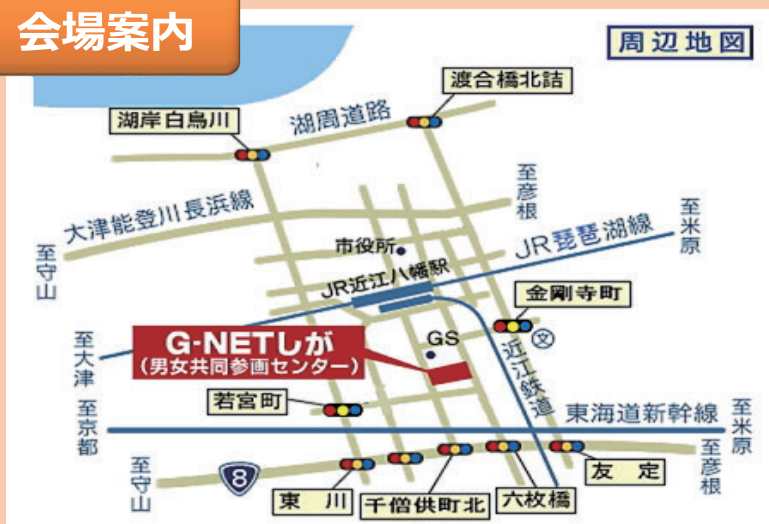 会場案内
周辺地図
渡合橋北詰
湖岸白鳥川
湖周道路
至彦根
大津能登川長浜線
至守山
市役所
JR琵琶湖線
至米原
JR近江八幡駅
金剛寺町
文
G-NETしが
(男女共同参画センター)
GS
近江鉄道
至大津
若宮町
東海道新幹線
至京都
至米原
至彦根
至守山
8
東川
千僧供町北
六枚橋
友定